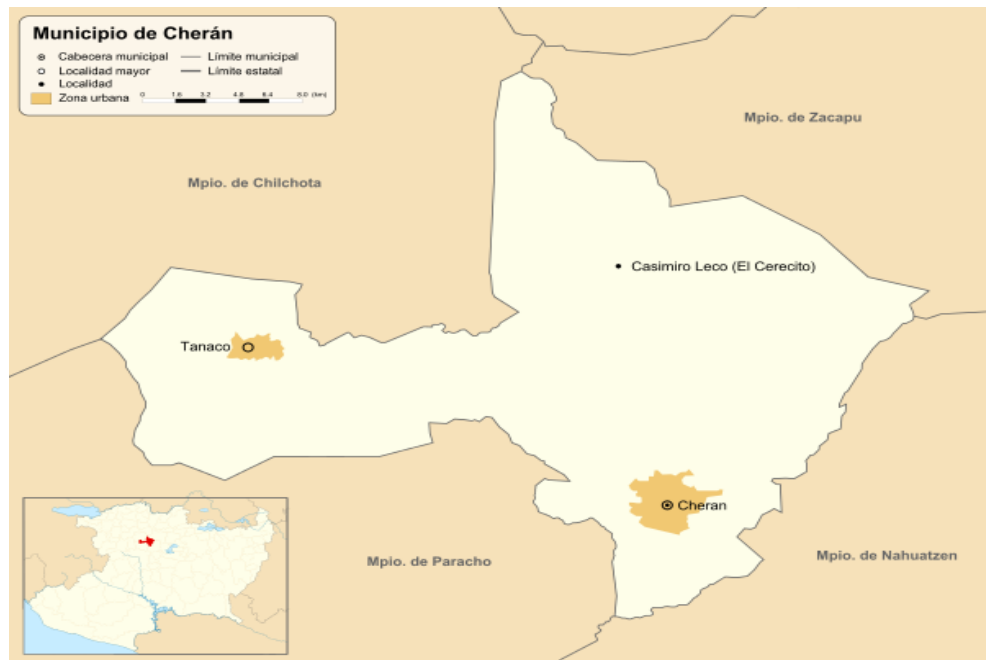 Municipio de Cherán
Cabecera municipal
Límite municipal
Localidad mayor
Límite estatal
Localidad
Zona urbana
0 1.6 3.2 4.8 6.4 8.0 (km)
Mpio. de Zacapu
Mpio. de Chilchota
Casimiro Leco (El Cerecito)
Tanaco
Cheran
Mpio. de Paracho
Mpio. de Nahuatzen